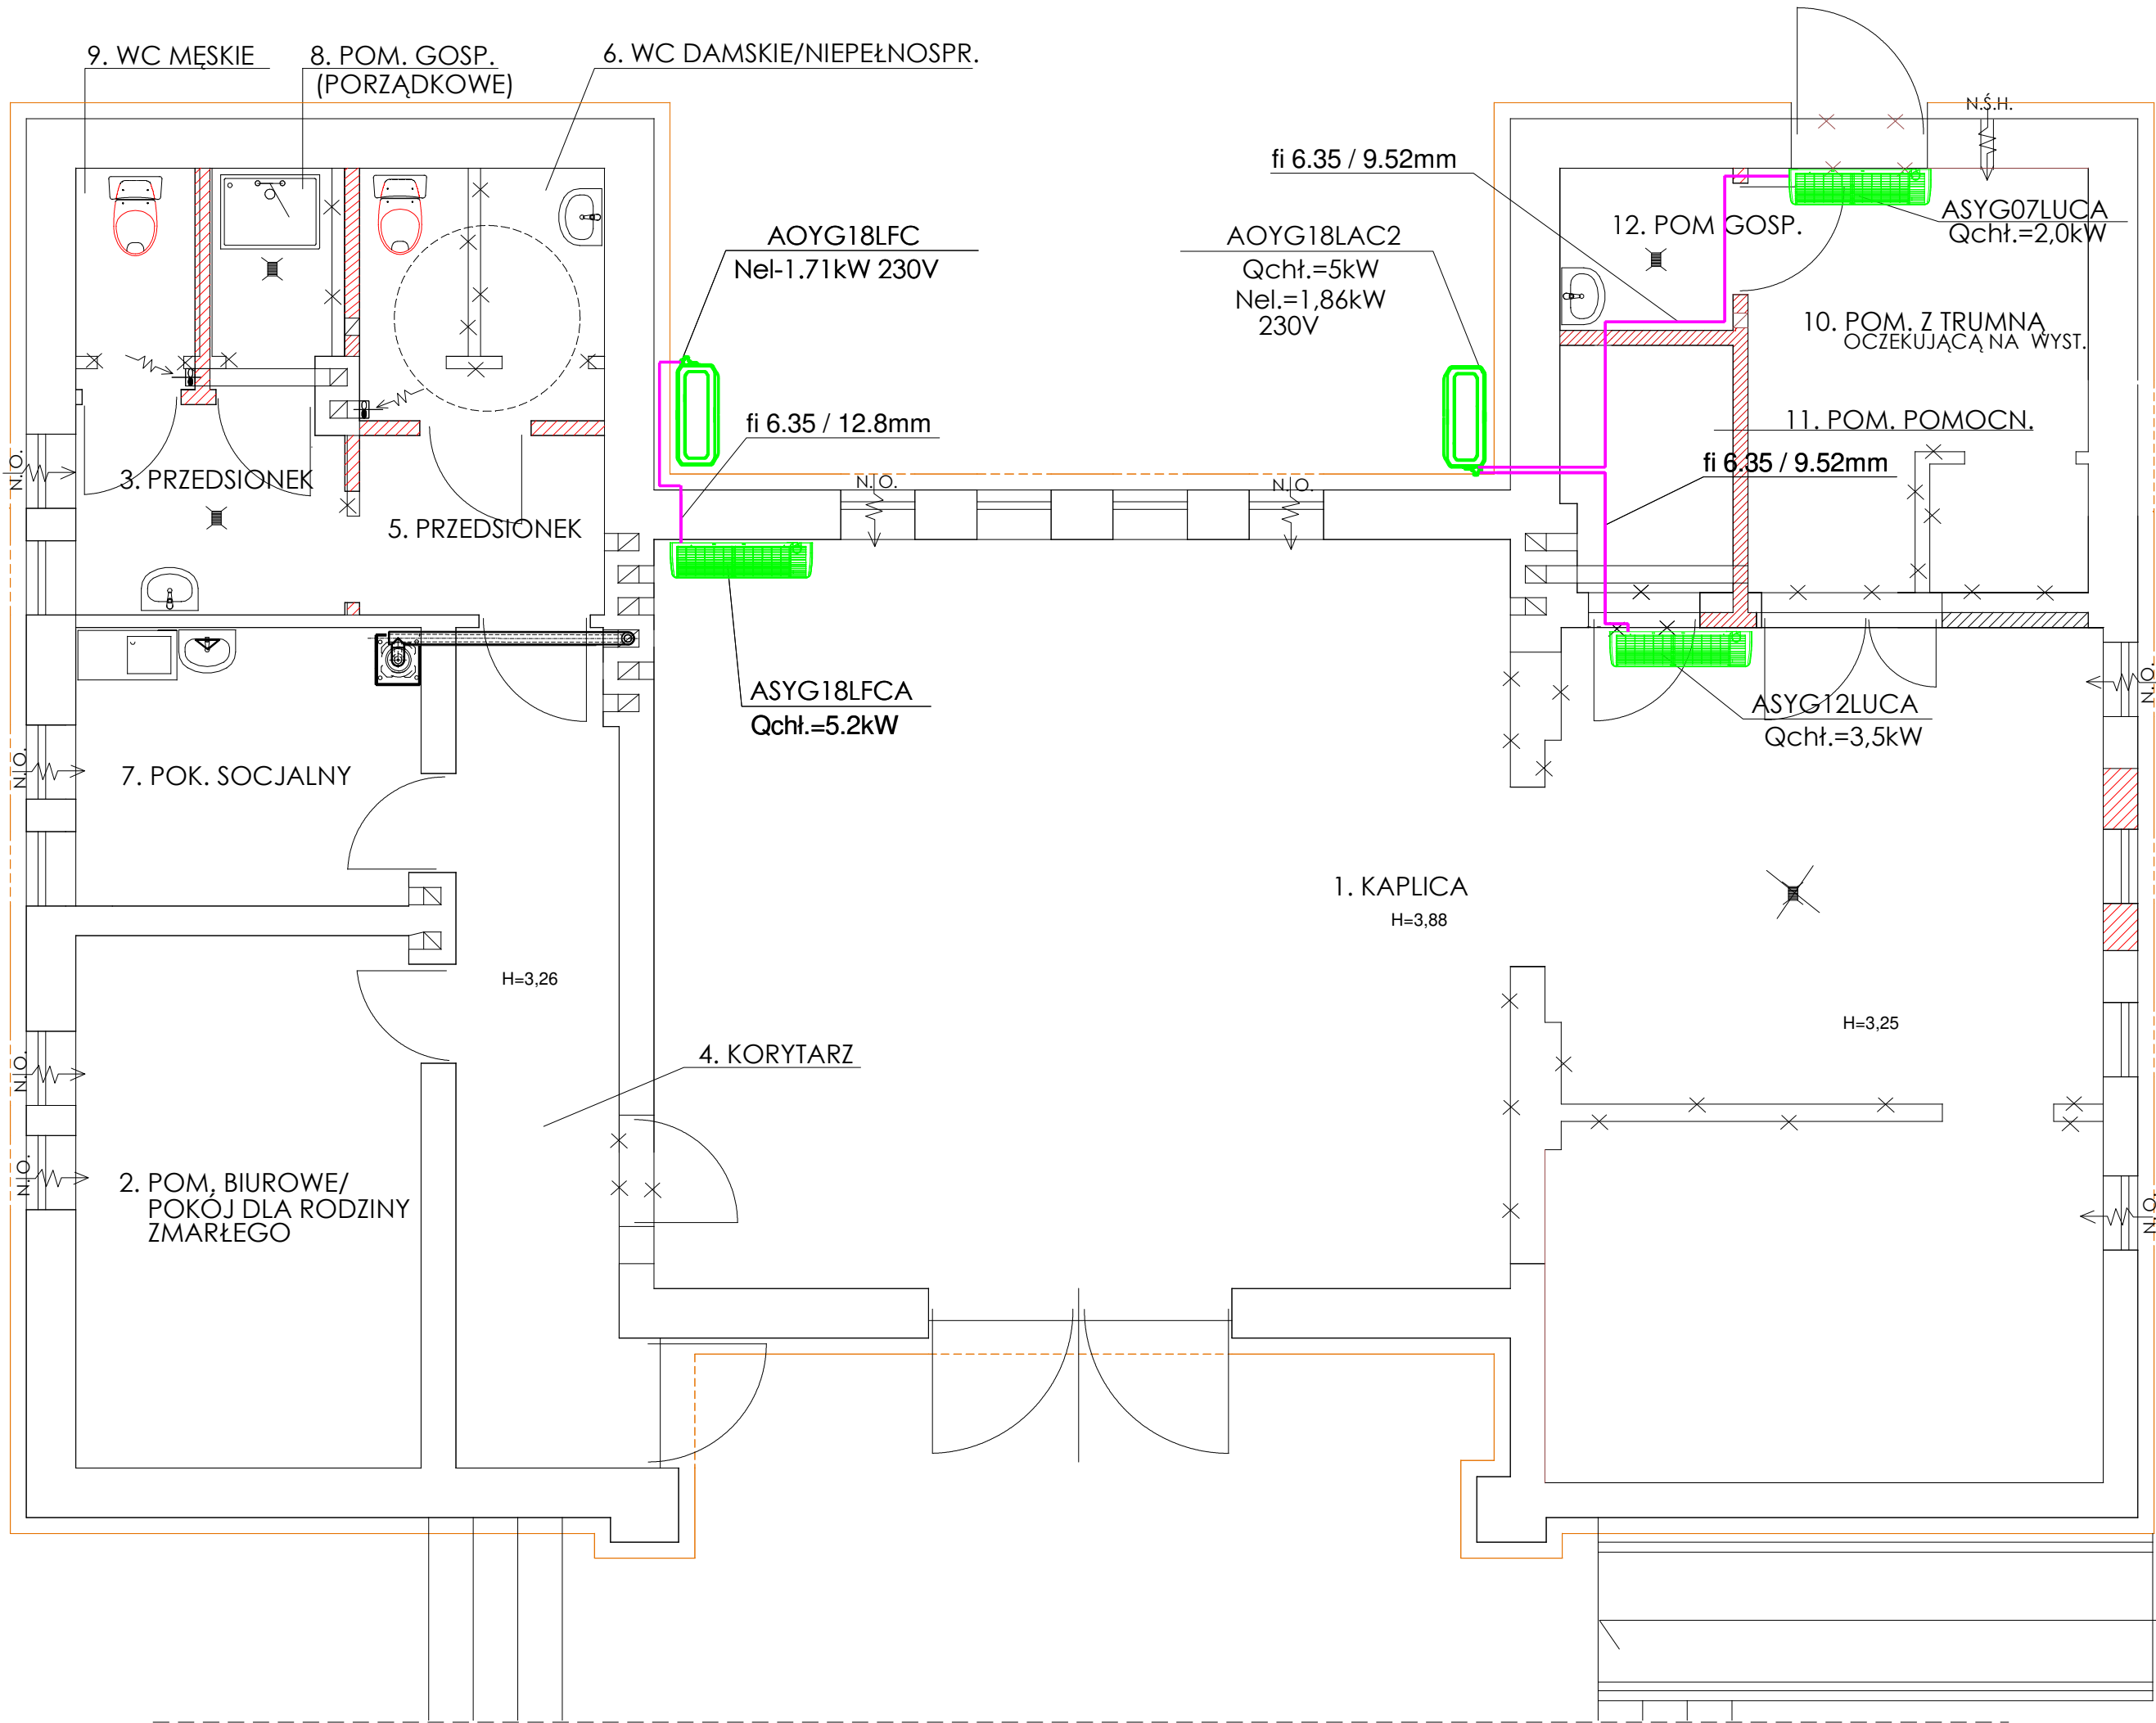 9. WC MĘSKIE
8. POM. GOSP.
(PORZĄDKOWE)
6. WC DAMSKIE/NIEPEŁNOSPR.
N.Ś.H.
fi 6.35 / 9.52mm
ASYG07LUCA
Qchł.=2,0kW
12. POM GOSP.
AOYG18LFC
Nel-1.71kW 230V
AOYG18LAC2
Qchł.=5kW
Nel.=1,86kW
230V
10. POM. Z TRUMNĄ
OCZEKUJĄCĄ NA WYST.
fi 6.35 / 12.8mm
11. POM. POMOCN.
fi 6.35 / 9.52mm
N.O.
3. PRZEDSIONEK
N.O.
N.O.
5. PRZEDSIONEK
ASYG18LFCA
Qchł.=5.2kW
ASYG12LUCA
Qchł.=3,5kW
N.O.
N.O.
7. POK. SOCJALNY
1. KAPLICA
H=3,88
H=3,26
H=3,25
4. KORYTARZ
N.O.
N.O.
2. POM. BIUROWE/
POKÓJ DLA RODZINY
ZMARŁEGO
N.O.